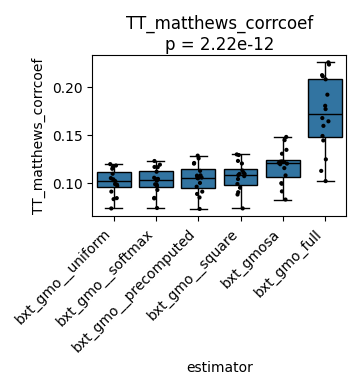 TT_matthews_corrcoef
p = 2.22e-12
TT_matthews_corrcoef
0.20
0.15
0.10
bxt_gmo__uniform
bxt_gmo__softmax
bxt_gmo__precomputed
bxt_gmo__square
bxt_gmosa
bxt_gmo_full
estimator